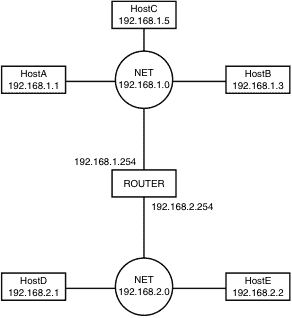 HostC
192.168.1.5
HostA
192.168.1.1
NET
192.168.1.0
HostB
192.168.1.3
192.168.1.254
ROUTER
192.168.2.254
HostD
192.168.2.1
NET
192.168.2.0
HostE
192.168.2.2